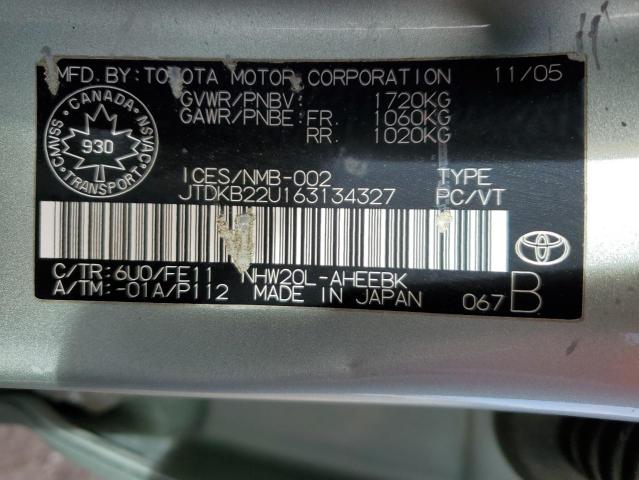 MFD.BY: TOYOTA MOTOR CORPORATION 11/05
GVWR/PNBV: 1720KG
GAWR/PNBE: FR. 1060KG
RR. 1020KG
CANADA
CMVSS NSVAC
930
TRANSPORT
ICES/NMB-002 TYPE
JTDKB22U163134327 PC/VT
C/TR: 6U0/FE11 NHW20L-AHEEBK
A/TM: -01A/P112 MADE IN JAPAN 067 B